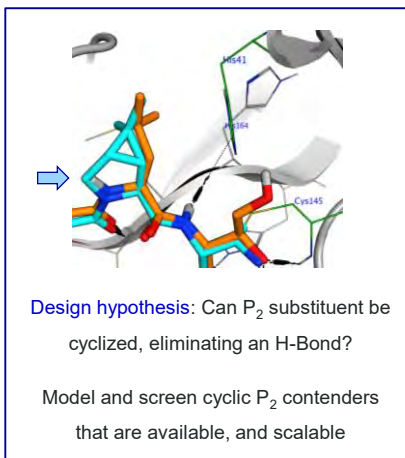 His41
Cys145
Design hypothesis: Can P₂ substituent be
cyclized, eliminating an H-Bond?
Model and screen cyclic P₂ contenders
that are available, and scalable